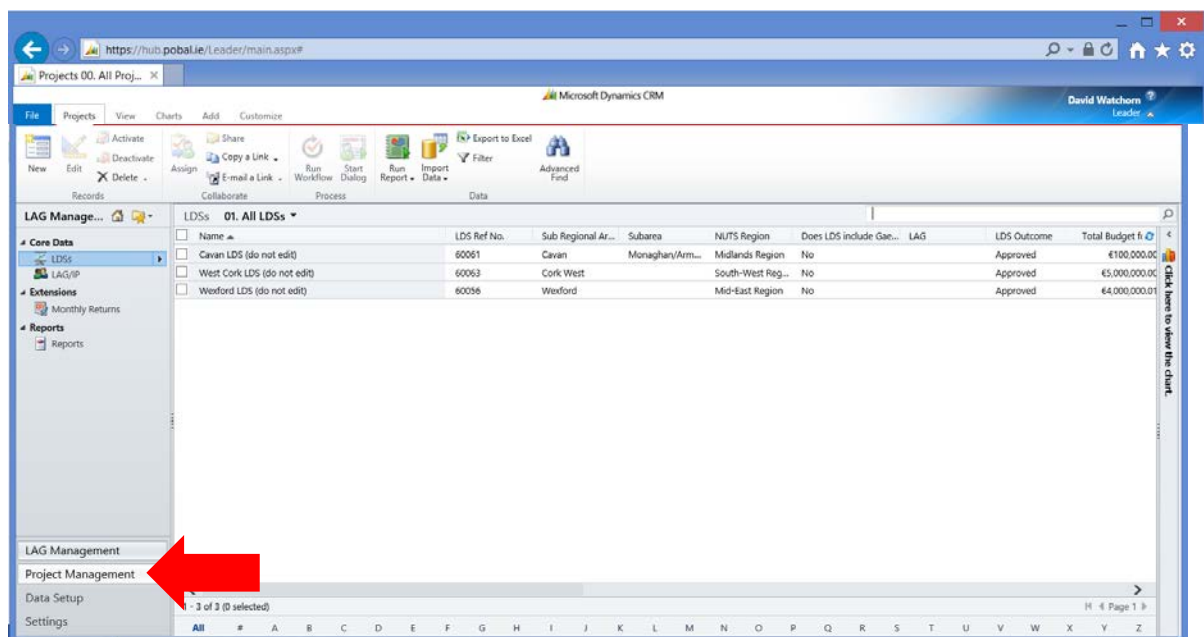 https://hub.pobal.ie/Leader/main.aspx#
Projects 00. All Proj...
Microsoft Dynamics CRM
David Watchorn
Leader
File Projects View Charts Add Customize
New
Edit
Activate
Deactivate
Delete
Records
Assign
Share
Copy a Link
E-mail a Link
Collaborate
Run Workflow
Start Dialog
Process
Run Report
Import Data
Export to Excel
Filter
Data
Advanced Find
LAG Manage...
LDSs 01. All LDSs
Core Data
LDSs
LAG/IP
Extensions
Monthly Returns
Reports
Reports
Name LDS Ref No. Sub Regional Ar... Subarea NUTS Region Does LDS include Gae... LAG LDS Outcome Total Budget fr
Cavan LDS (do not edit) 60061 Cavan Monaghan/Arm... Midlands Region No Approved €100,000.00
West Cork LDS (do not edit) 60063 Cork West South-West Reg... No Approved €5,000,000.00
Wexford LDS (do not edit) 60056 Wexford Mid-East Region No Approved €4,000,000.01
Click here to view the chart.
LAG Management
Project Management
Data Setup
Settings
1 - 3 of 3 (0 selected)
Page 1
All # A B C D E F G H I J K L M N O P Q R S T U V W X Y Z